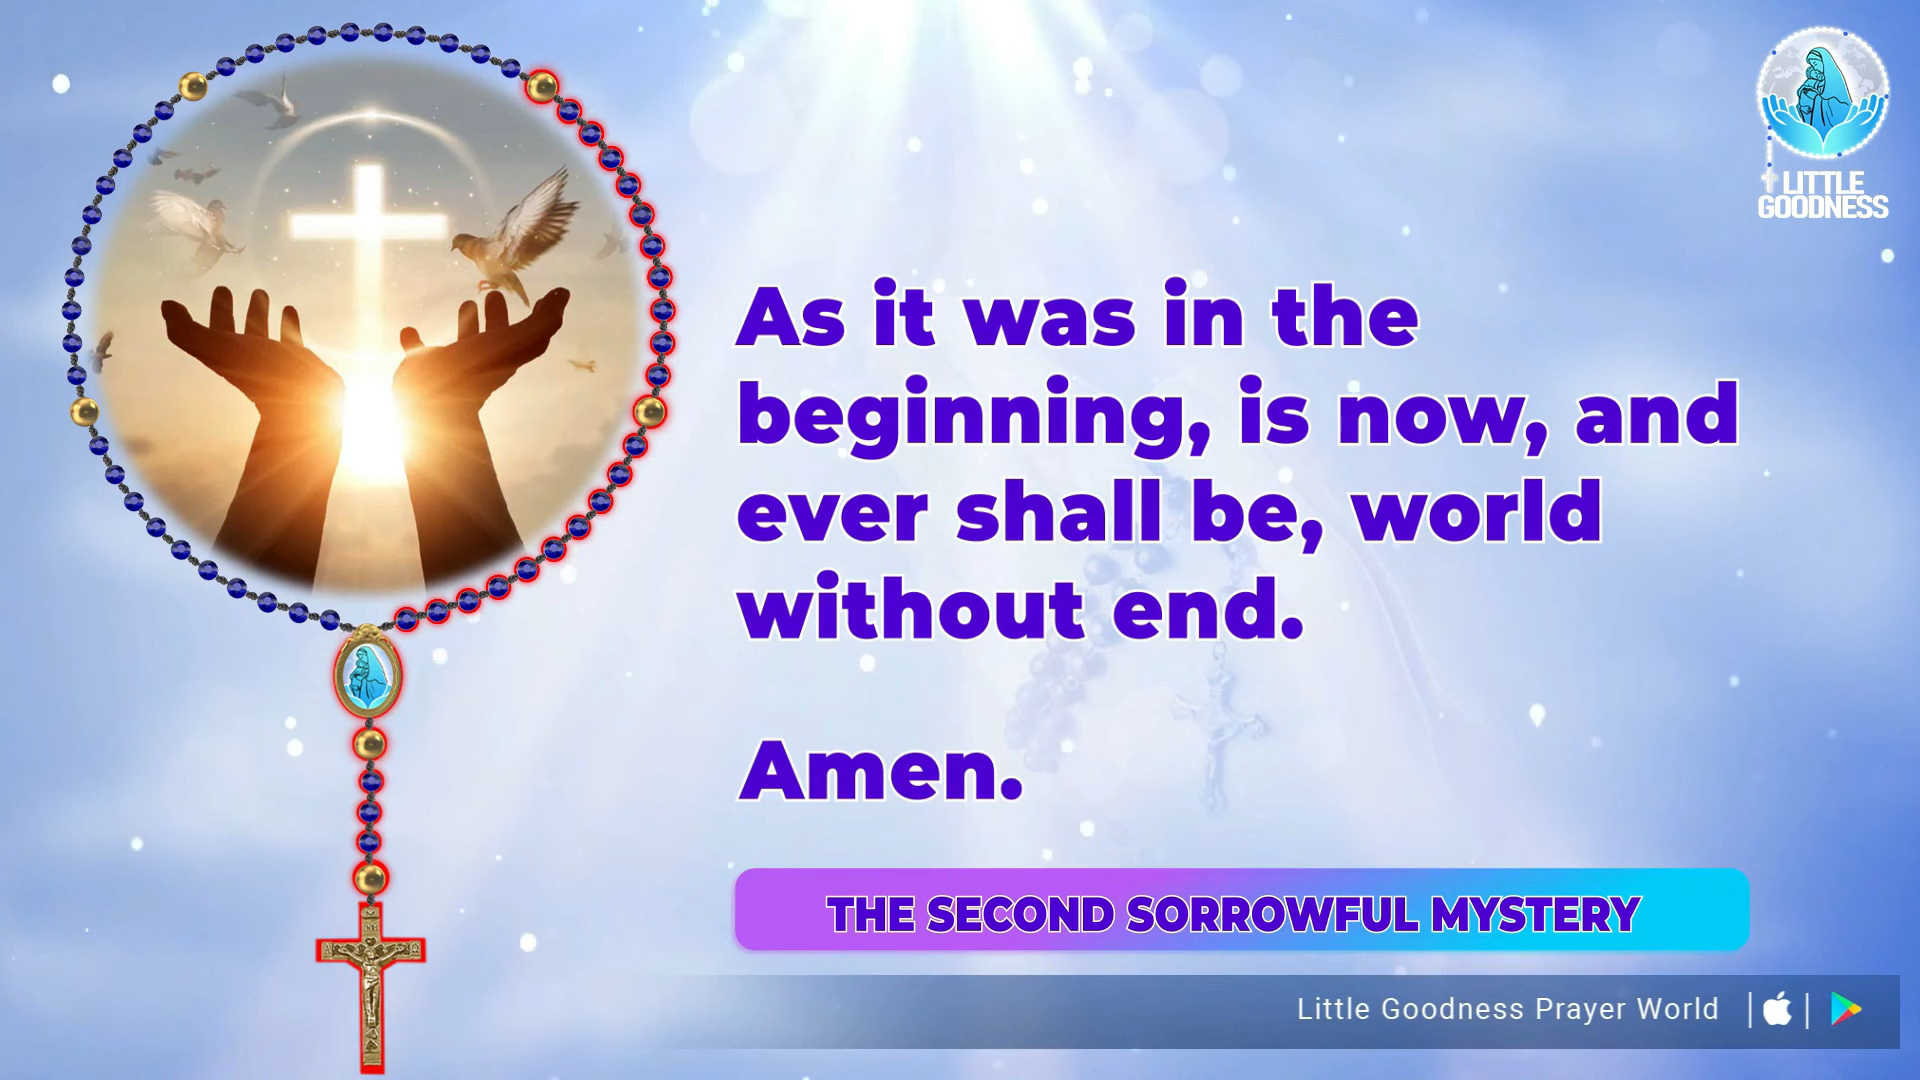 LITTLE
GOODNESS
As it was in the
beginning, is now, and
ever shall be, world
without end.
Amen.
THE SECOND SORROWFUL MYSTERY
Little Goodness Prayer World